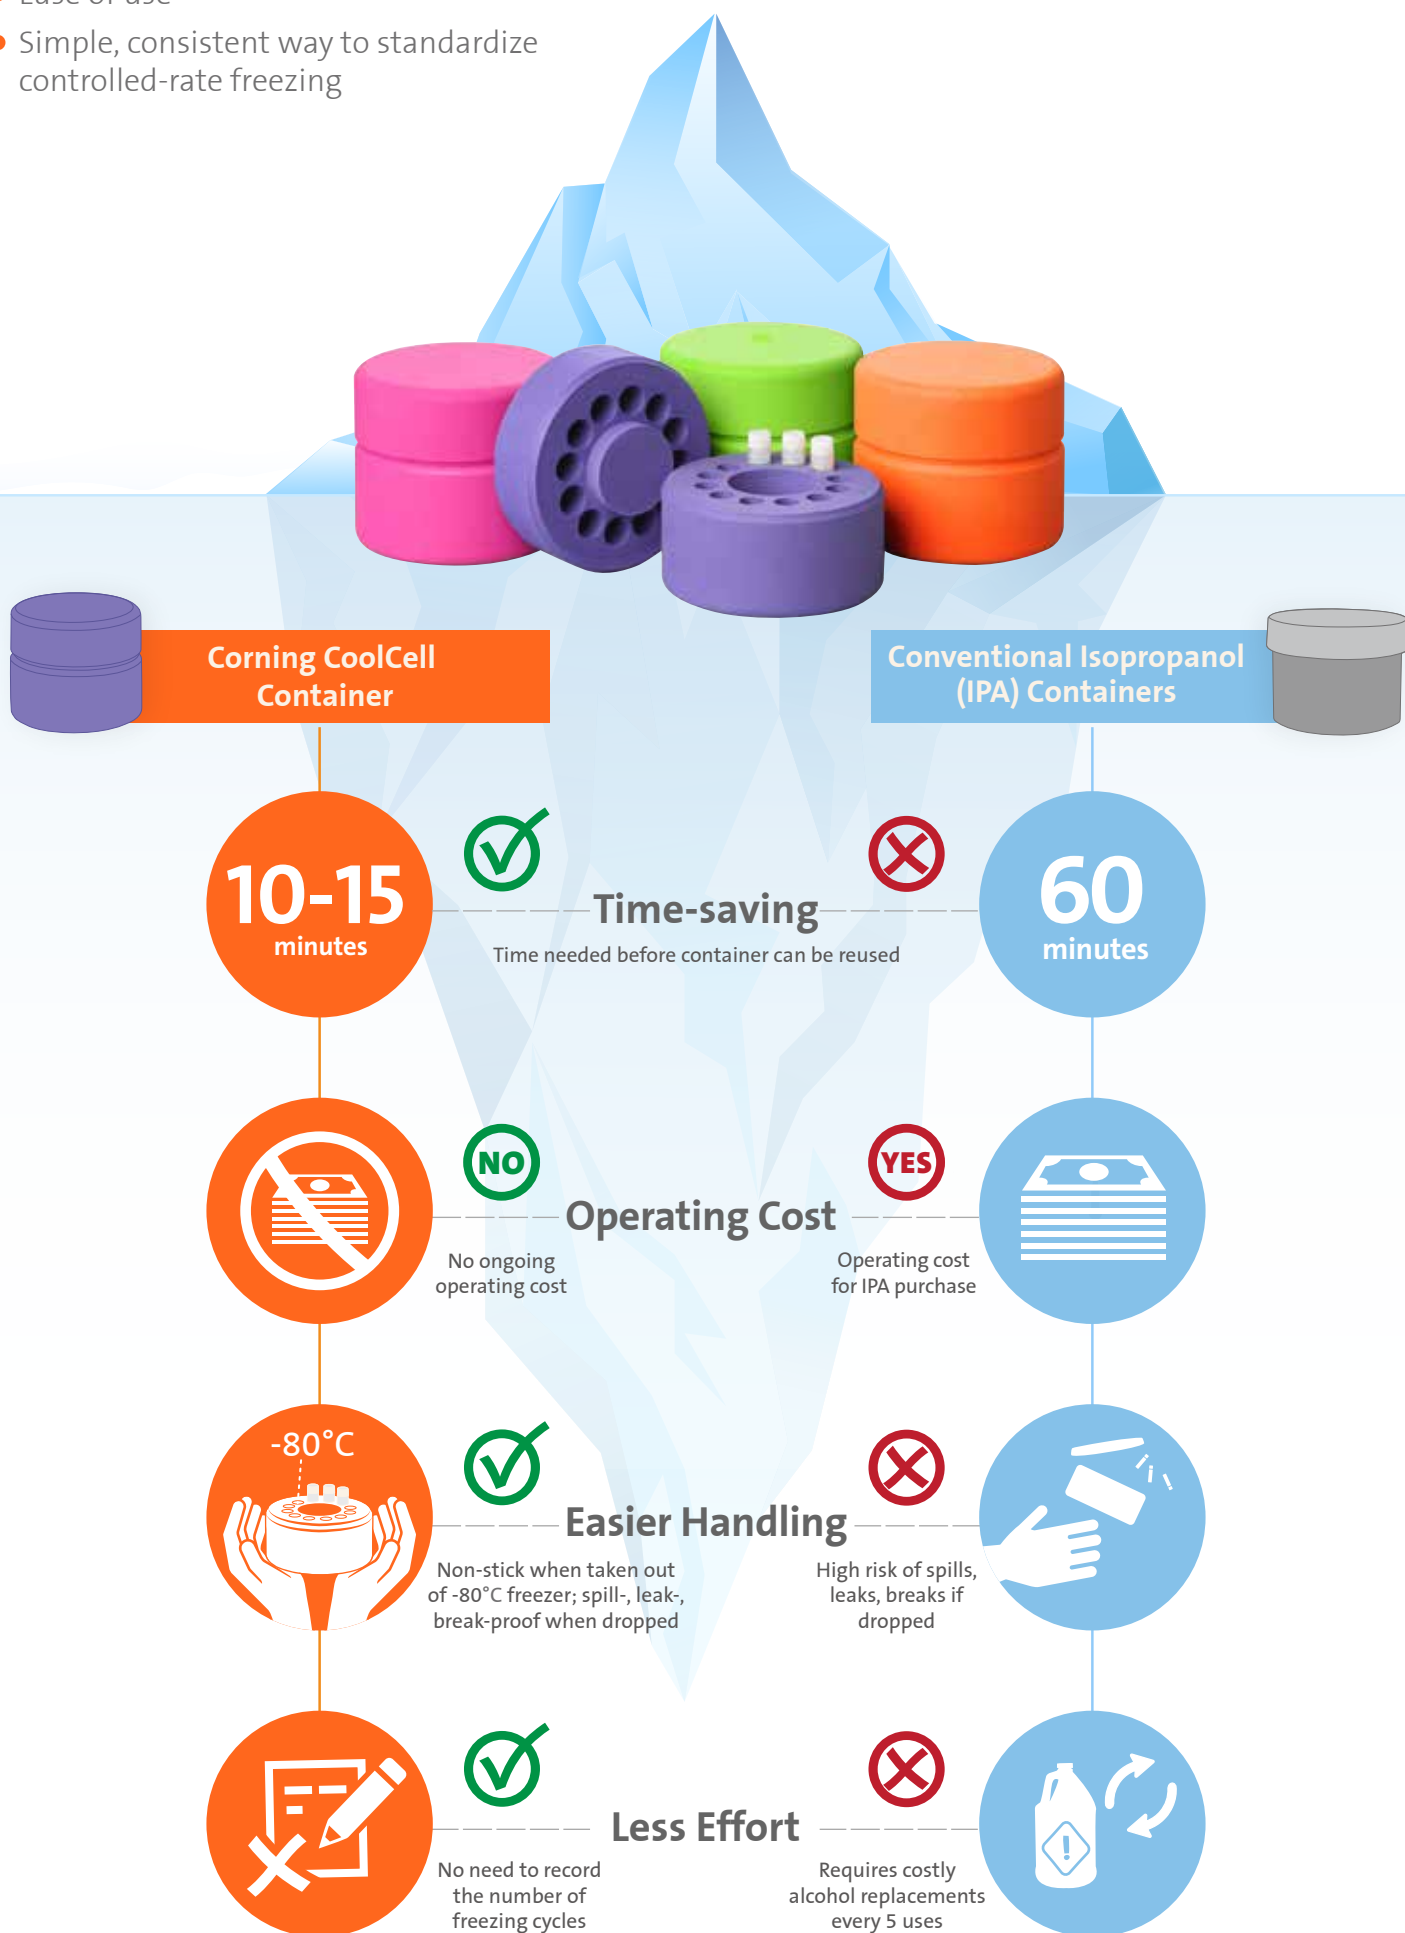 Ease of use
Simple, consistent way to standardize
controlled-rate freezing
Corning CoolCell
Container
Conventional Isopropanol
(IPA) Containers
10-15
minutes
Time-saving
Time needed before container can be reused
60
minutes
NO
Operating Cost
YES
No ongoing
operating cost
Operating cost
for IPA purchase
-80°C
Easier Handling
Non-stick when taken out
of -80°C freezer; spill-, leak-,
break-proof when dropped
High risk of spills,
leaks, breaks if
dropped
Less Effort
No need to record
the number of
freezing cycles
Requires costly
alcohol replacements
every 5 uses
!